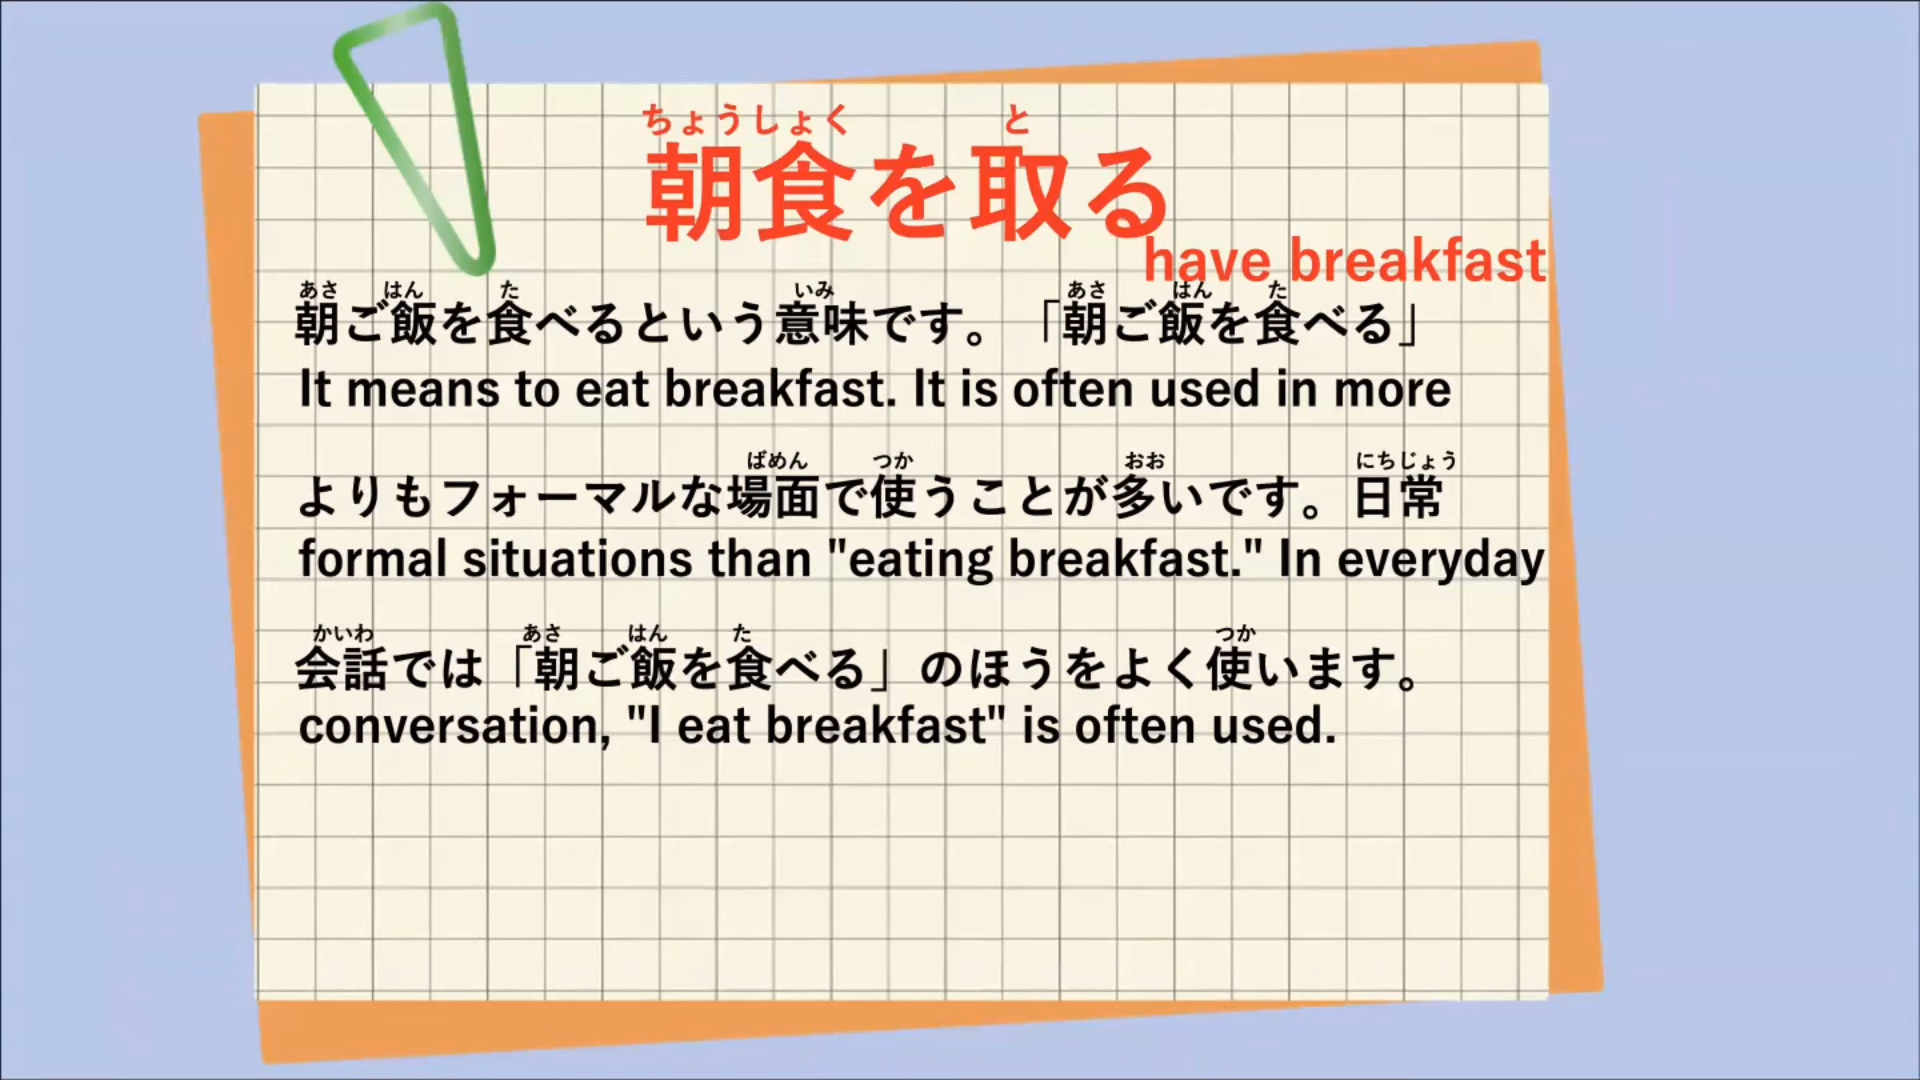 ちょうしょく と
朝食を取る
have breakfast
あさ はん た いみ あさ はん た
朝ご飯を食べるという意味です。「朝ご飯を食べる」
It means to eat breakfast. It is often used in more
ばめん つか おお にちじょう
よりもフォーマルな場面で使うことが多いです。日常
formal situations than "eating breakfast." In everyday
かいわ あさ はん た つか
会話では「朝ご飯を食べる」のほうをよく使います。
conversation, "I eat breakfast" is often used.